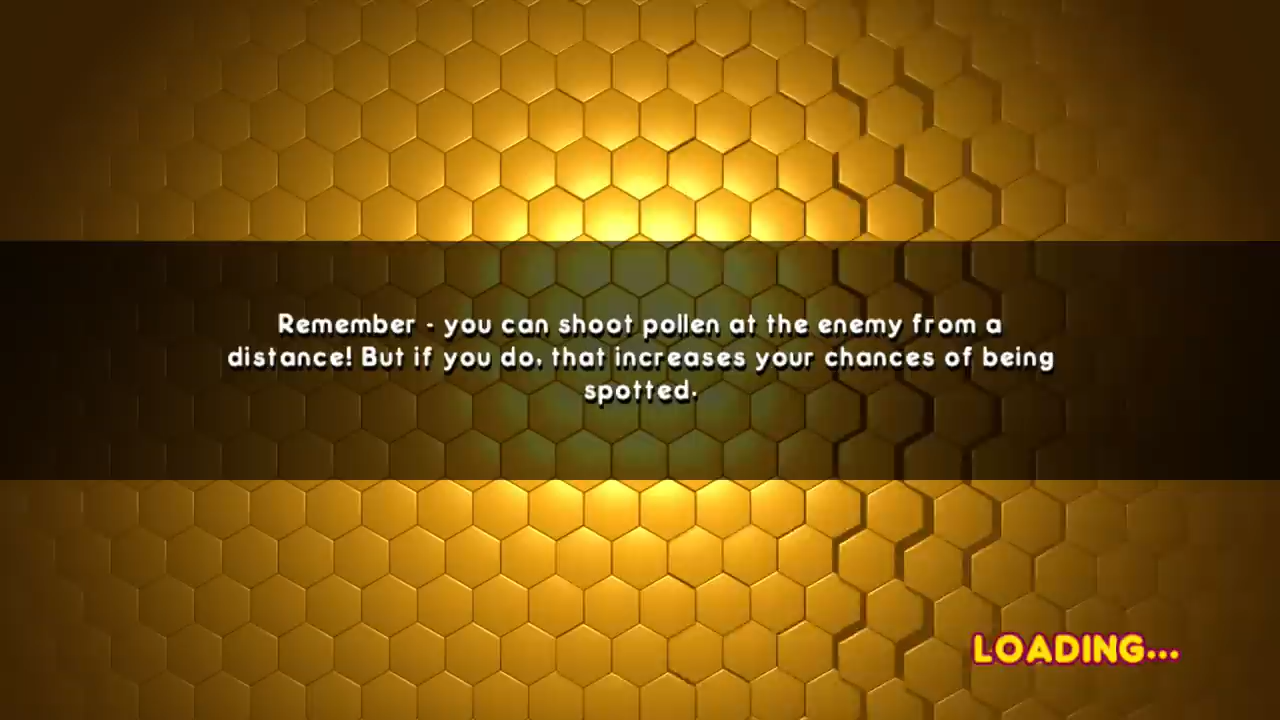 Remember - you can shoot pollen at the enemy from a
distance! But if you do, that increases your chances of being
spotted.
LOADING...